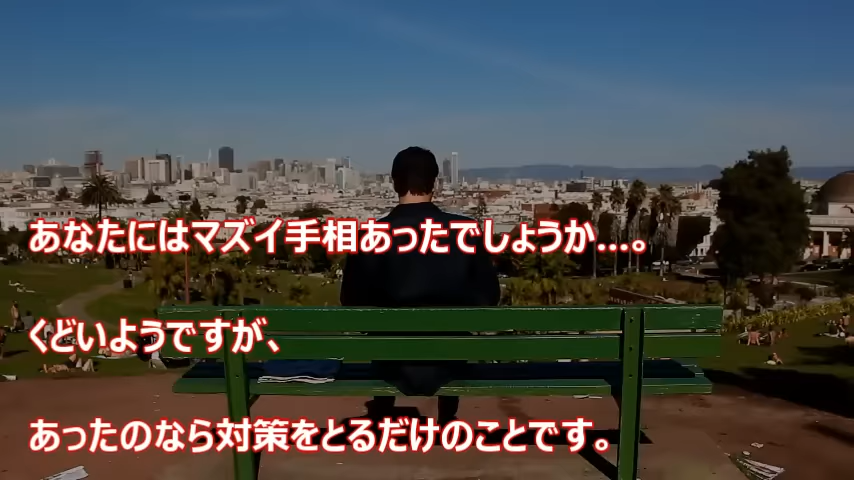 あなたにはマズイ手相あったでしょうか…。
くどいようですが、
あったのなら対策をとるだけのことです。